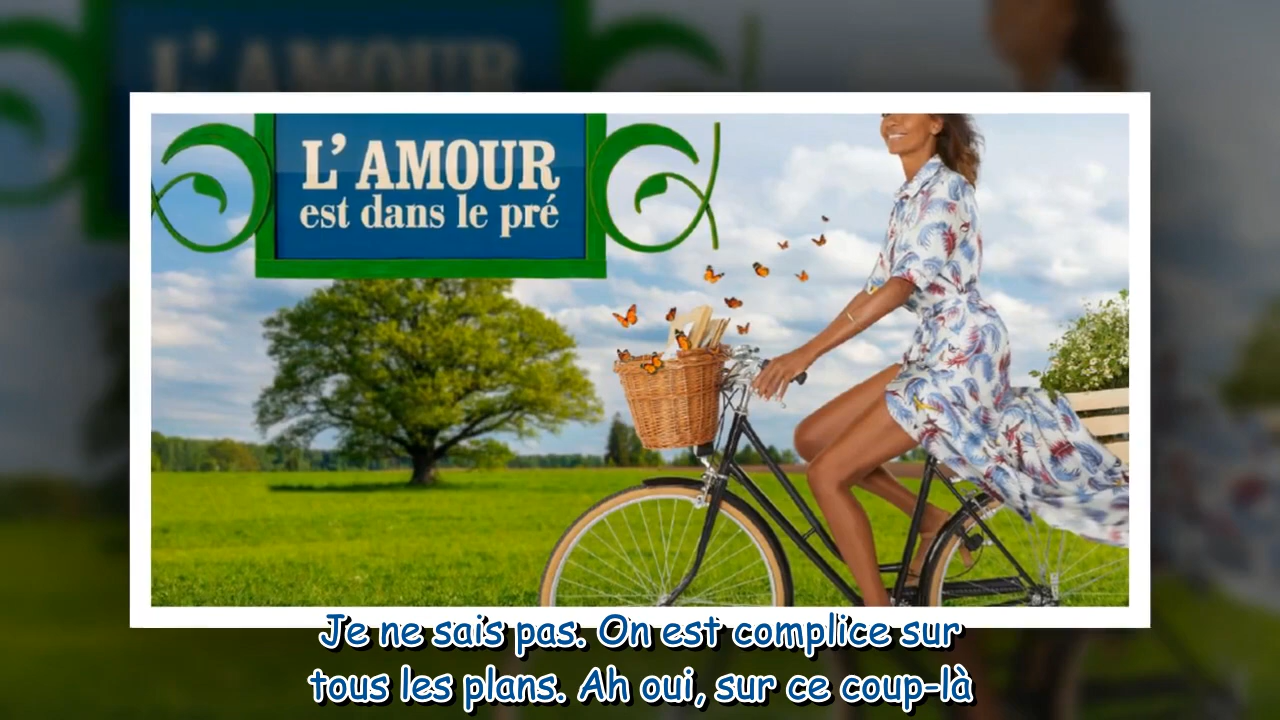 L'AMOUR
est dans le pré
Je ne sais pas. On est complice sur
tous les plans. Ah oui, sur ce coup-là